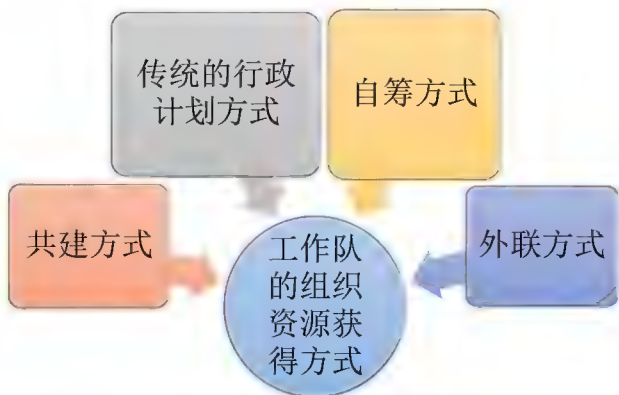 传统的行政
计划方式
自筹方式
共建方式
外联方式
工作队
的组织
资源获
得方式